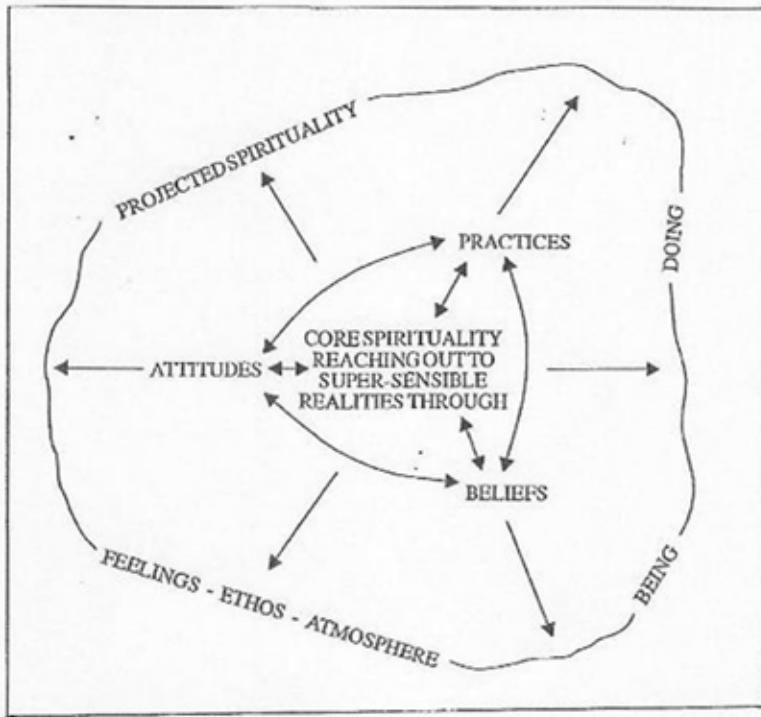 PROJECTED SPIRITUALITY
DOING
PRACTICES
CORE SPIRITUALITY
REACHING OUT TO
SUPER-SENSIBLE
REALITIES THROUGH
ATTITUDES
BELIEFS
FEELINGS - ETHOS - ATMOSPHERE
BEING